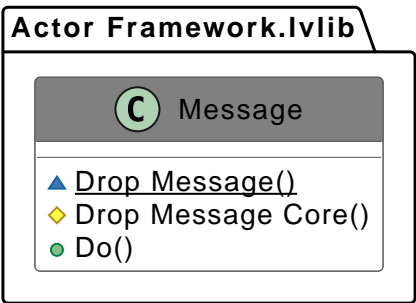 Actor Framework.lvlib
C Message
Drop Message()
Drop Message Core()
Do()